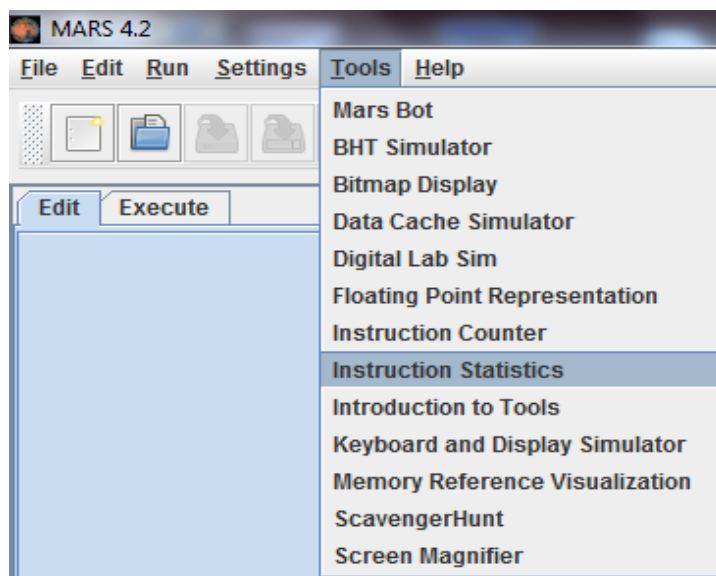 MARS 4.2
File Edit Run Settings Tools Help
Mars Bot
BHT Simulator
Bitmap Display
Edit Execute
Data Cache Simulator
Digital Lab Sim
Floating Point Representation
Instruction Counter
Instruction Statistics
Introduction to Tools
Keyboard and Display Simulator
Memory Reference Visualization
ScavengerHunt
Screen Magnifier